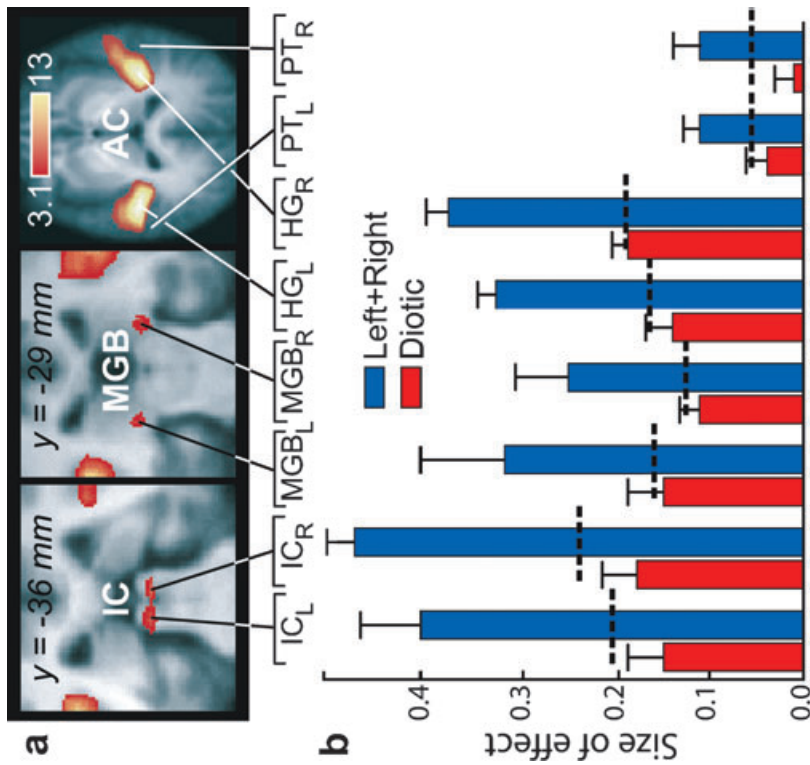 a
y = -36 mm
IC
y = -29 mm
MGB
3.1 13
AC
IC_L IC_R MGB_L MGB_R HG_L HG_R PT_L PT_R
b
Left+Right
Diotic
Size of effect
0.4
0.3
0.2
0.1
0.0